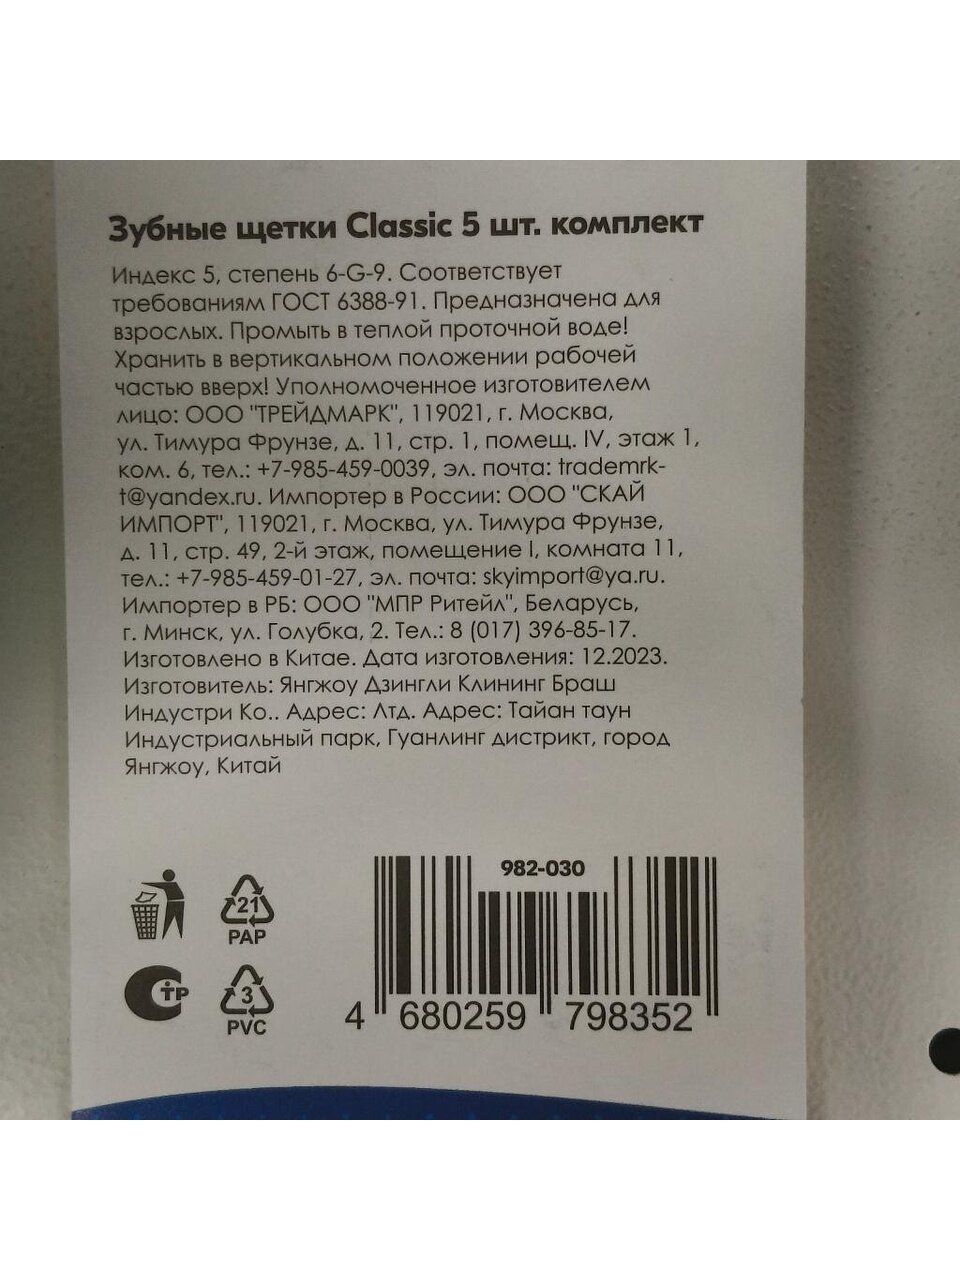 Зубные щетки Classic 5 шт. комплект
Индекс 5, степень 6-G-9. Соответствует
требованиям ГОСТ 6388-91. Предназначена для
взрослых. Промыть в теплой проточной воде!
Хранить в вертикальном положении рабочей
частью вверх! Уполномоченное изготовителем
лицо: ООО "ТРЕЙДМАРК", 119021, г. Москва,
ул. Тимура Фрунзе, д. 11, стр. 1, помещ. IV, этаж 1,
ком. 6, тел.: +7-985-459-0039, эл. почта: trademrk-
t@yandex.ru. Импортер в России: ООО "СКАЙ
ИМПОРТ", 119021, г. Москва, ул. Тимура Фрунзе,
д. 11, стр. 49, 2-й этаж, помещение I, комната 11,
тел.: +7-985-459-01-27, эл. почта: skyimport@ya.ru.
Импортер в РБ: ООО "МПР Ритейл", Беларусь,
г. Минск, ул. Голубка, 2. Тел.: 8 (017) 396-85-17.
Изготовлено в Китае. Дата изготовления: 12.2023.
Изготовитель: Янгжоу Дзингли Клининг Браш
Индустри Ко.. Адрес: Лтд. Адрес: Тайан таун
Индустриальный парк, Гуанлинг дистрикт, город
Янгжоу, Китай
982-030
21
PAP
СТР
3
PVC
4 680259 798352